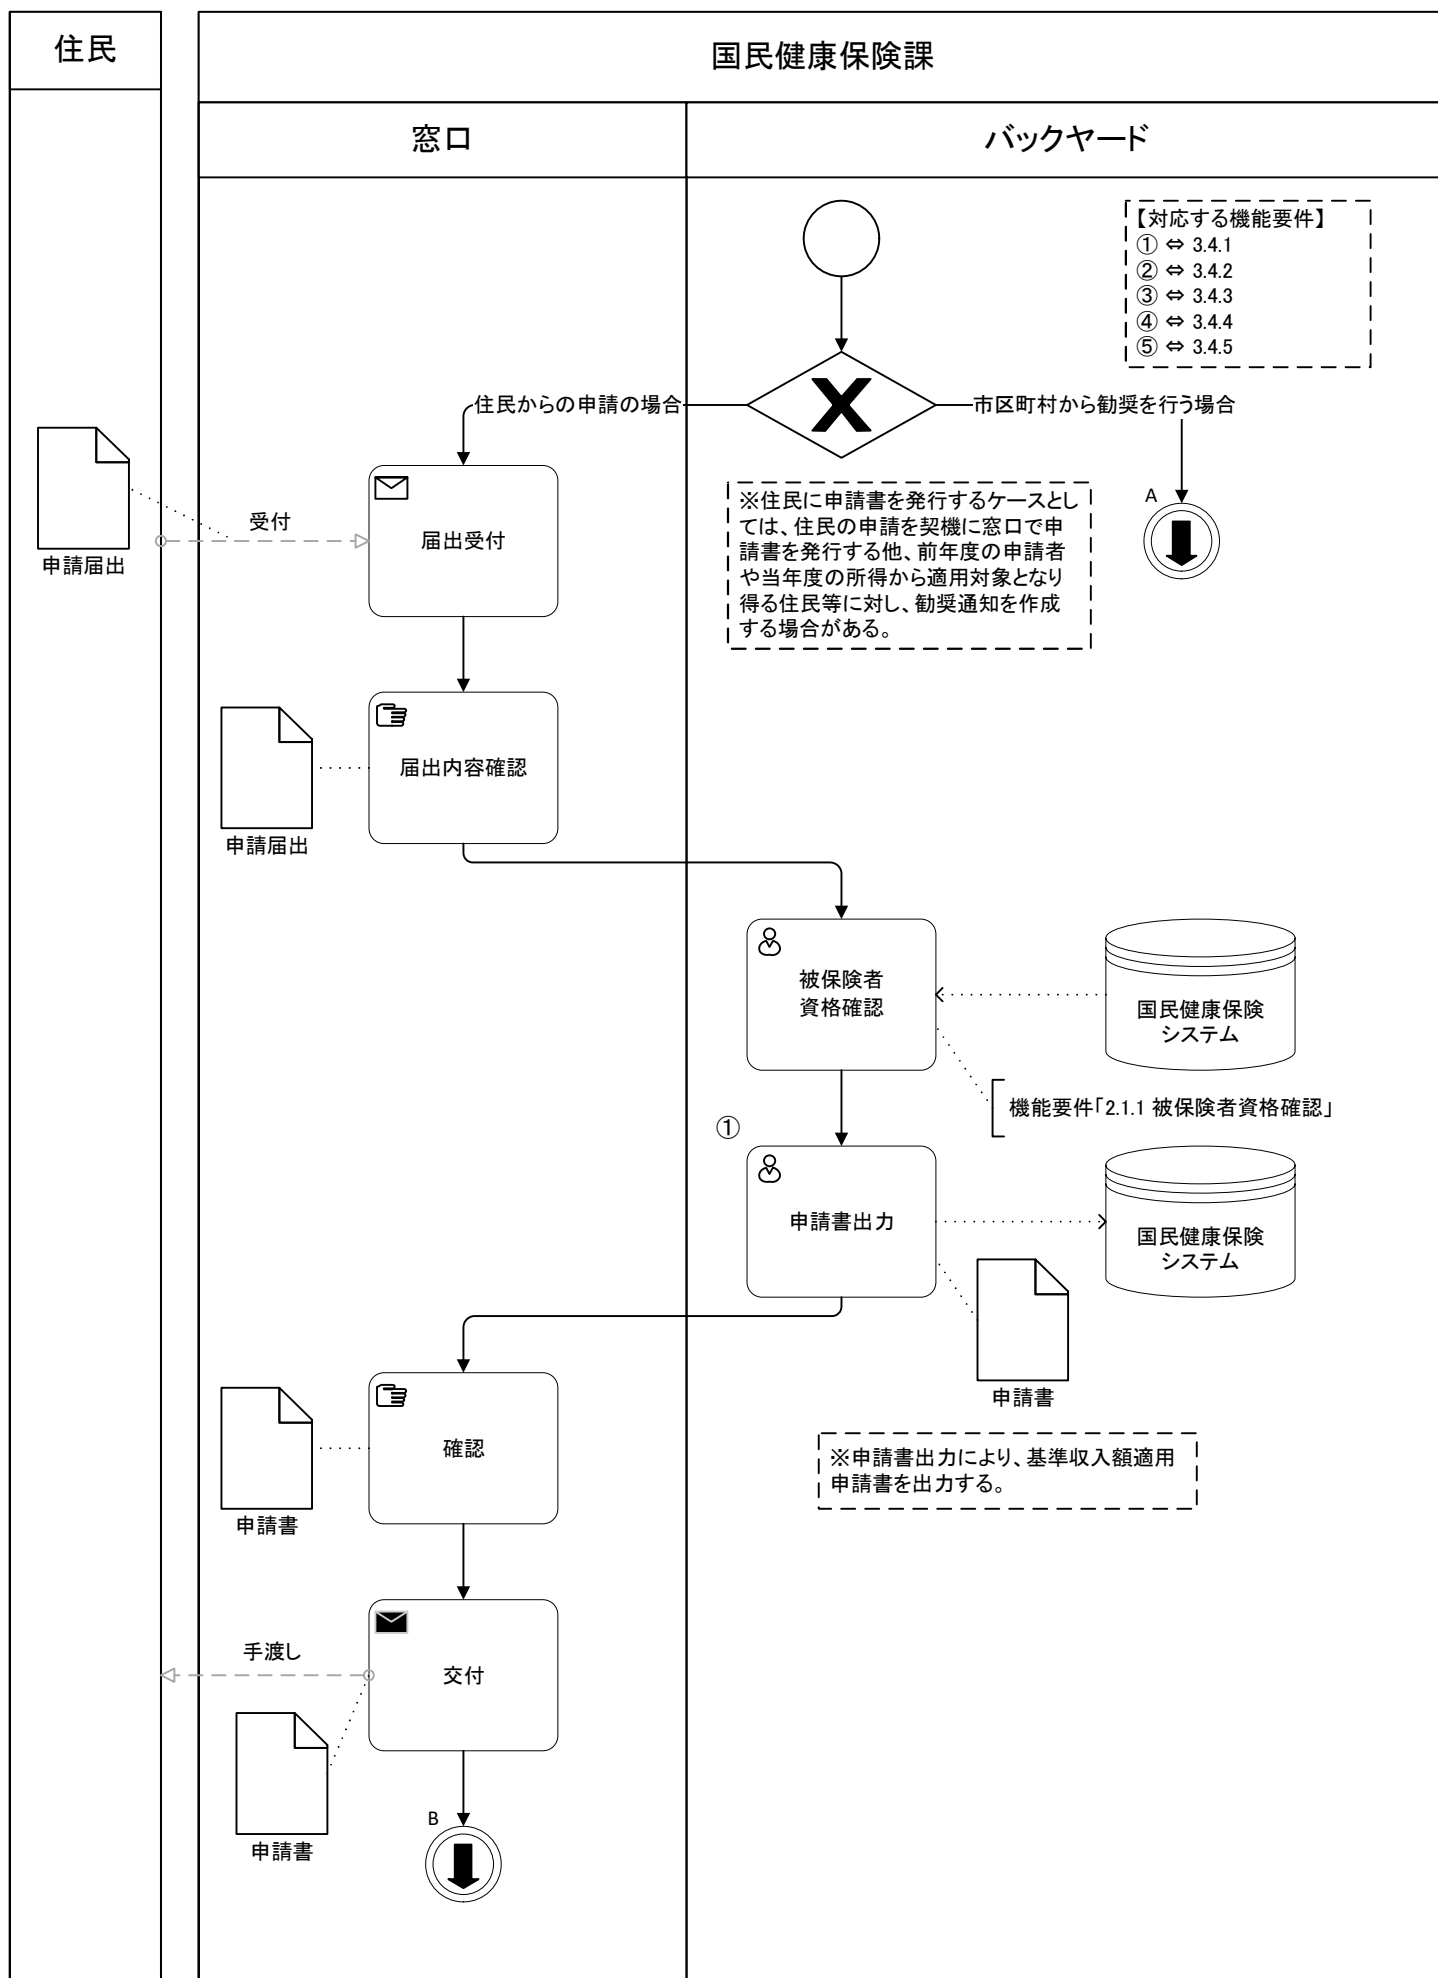 住民
国民健康保険課
窓口
バックヤード
【対応する機能要件】
① ⇔ 3.4.1
② ⇔ 3.4.2
③ ⇔ 3.4.3
④ ⇔ 3.4.4
⑤ ⇔ 3.4.5
住民からの申請の場合
市区町村から勧奨を行う場合
A
※住民に申請書を発行するケースとし
ては、住民の申請を契機に窓口で申
請書を発行する他、前年度の申請者
や当年度の所得から適用対象となり
得る住民等に対し、勧奨通知を作成
する場合がある。
申請届出
受付
届出受付
届出内容確認
申請届出
被保険者
資格確認
国民健康保険
システム
機能要件「2.1.1 被保険者資格確認」
①
申請書出力
国民健康保険
システム
申請書
※申請書出力により、基準収入額適用
申請書を出力する。
確認
申請書
手渡し
交付
申請書
B